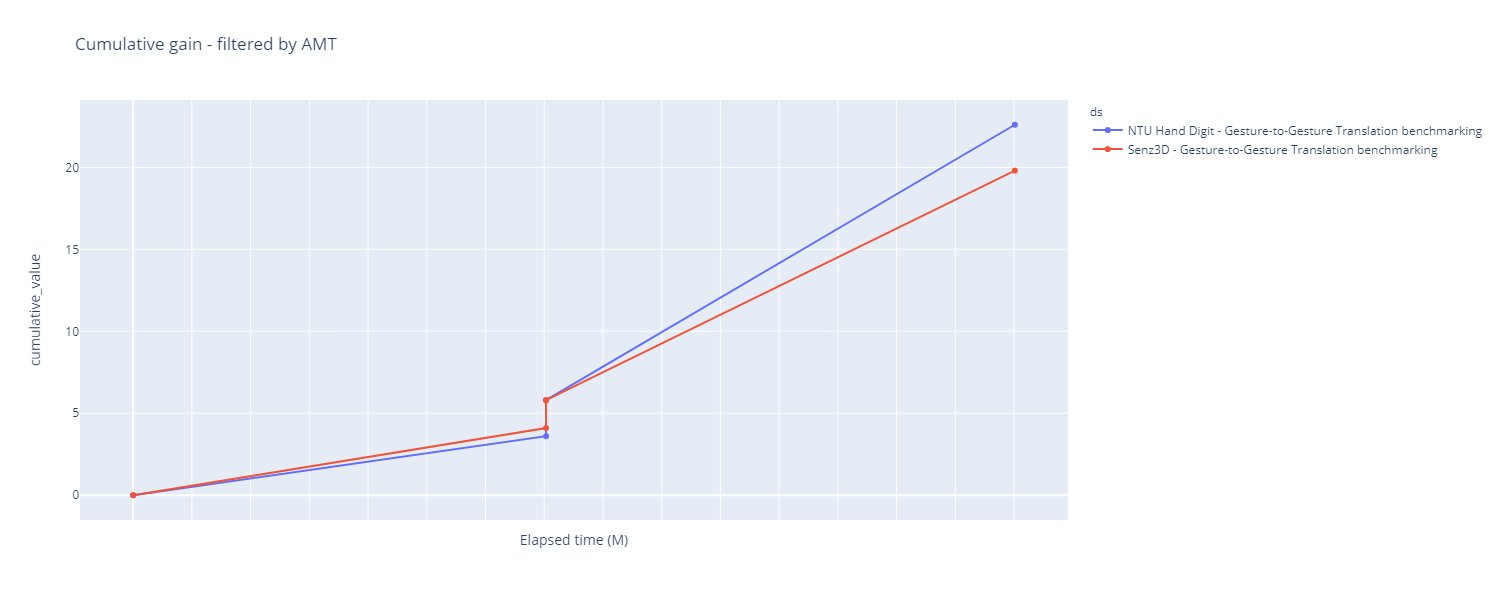 Cumulative gain - filtered by AMT
ds
NTU Hand Digit - Gesture-to-Gesture Translation benchmarking
Senz3D - Gesture-to-Gesture Translation benchmarking
20
15
10
5
0
cumulative_value
Elapsed time (M)